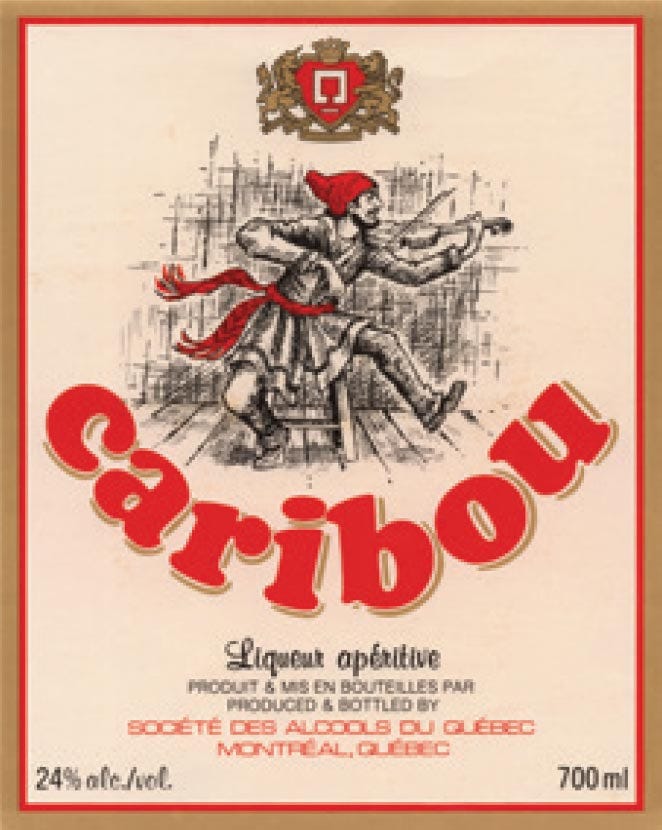 caribou
Liqueur apéritive
PRODUIT & MIS EN BOUTEILLES PAR
PRODUCED & BOTTLED BY
SOCIÉTÉ DES ALCOOLS DU QUÉBEC
MONTRÉAL, QUÉBEC
24% alc./vol. 700 ml